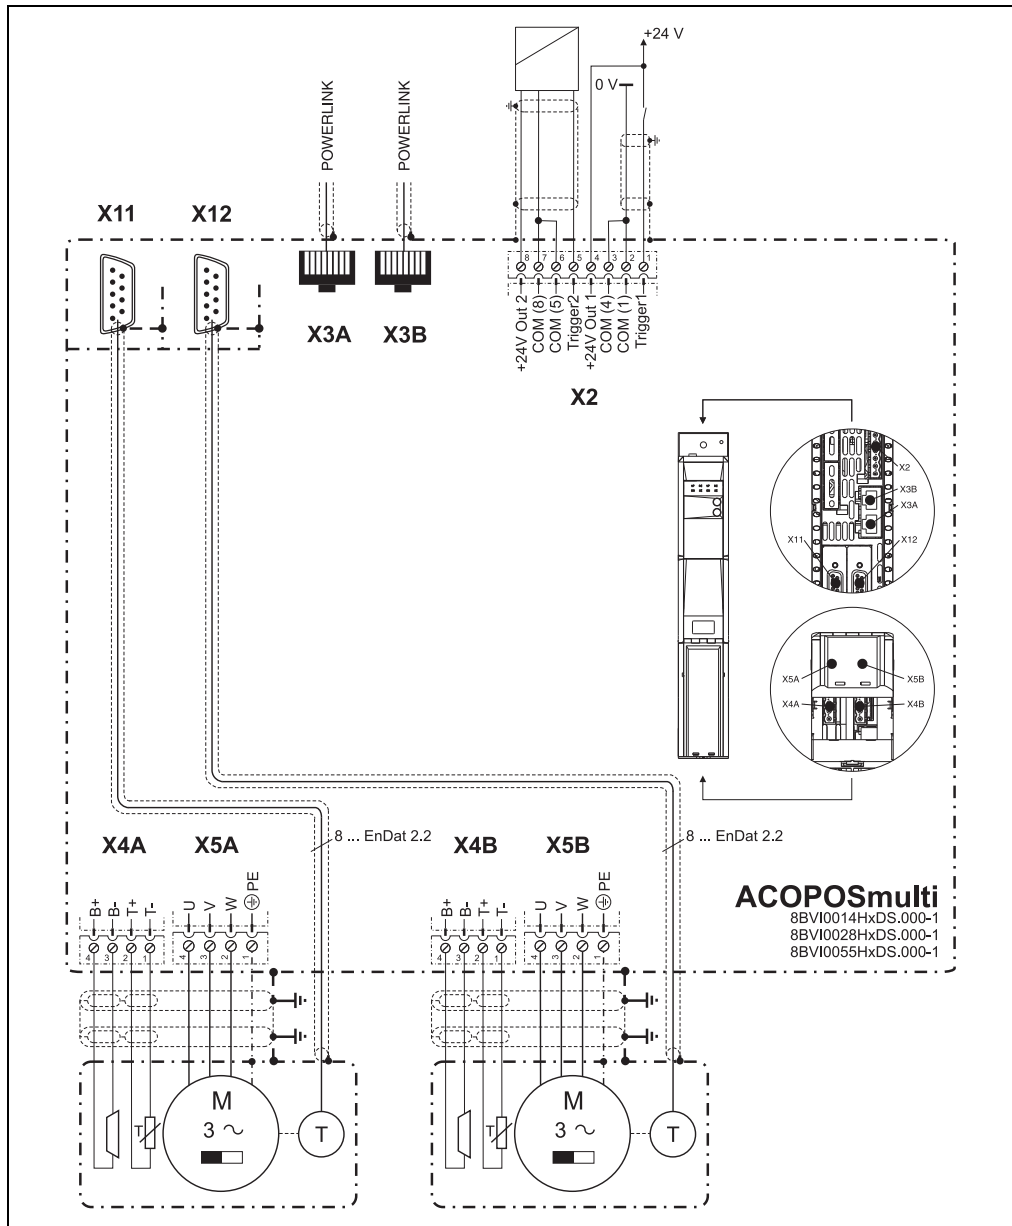 +24 V
0 V
POWERLINK
POWERLINK
X11
X12
8
7
6
5
4
3
2
1
+24V Out 2
COM (8)
COM (5)
Trigger2
+24V Out 1
COM (4)
COM (1)
Trigger1
X3A
X3B
X2
X2
X3B
X3A
X11
X12
X5A
X5B
X4A
X4B
8 ... EnDat 2.2
8 ... EnDat 2.2
X4A
X5A
X4B
X5B
B+
B-
T+
T-
U
V
W
PE
B+
B-
T+
T-
U
V
W
PE
4
3
2
1
4
3
2
1
4
3
2
1
4
3
2
1
ACOPOSmulti
8BVI0014HxDS.000-1
8BVI0028HxDS.000-1
8BVI0055HxDS.000-1
T
M
3 ~
T
T
M
3 ~
T